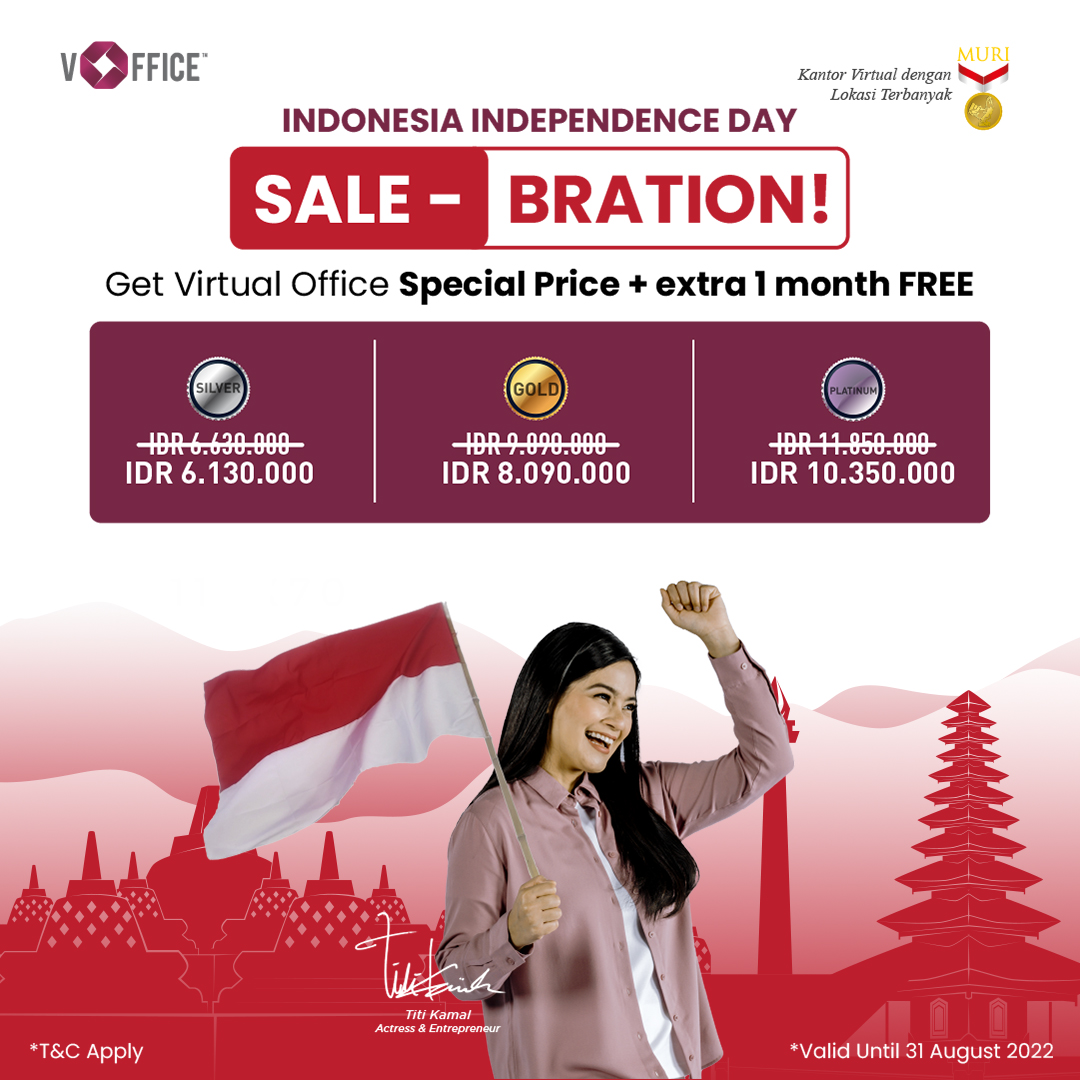 VOFFICE™
MURI
Kantor Virtual dengan
Lokasi Terbanyak
INDONESIA INDEPENDENCE DAY
SALE - BRATION!
Get Virtual Office Special Price + extra 1 month FREE
SILVER
IDR 6.630.000
IDR 6.130.000
GOLD
IDR 9.090.000
IDR 8.090.000
PLATINUM
IDR 11.850.000
IDR 10.350.000
Titi Kamal
Actress & Entrepreneur
*T&C Apply
*Valid Until 31 August 2022